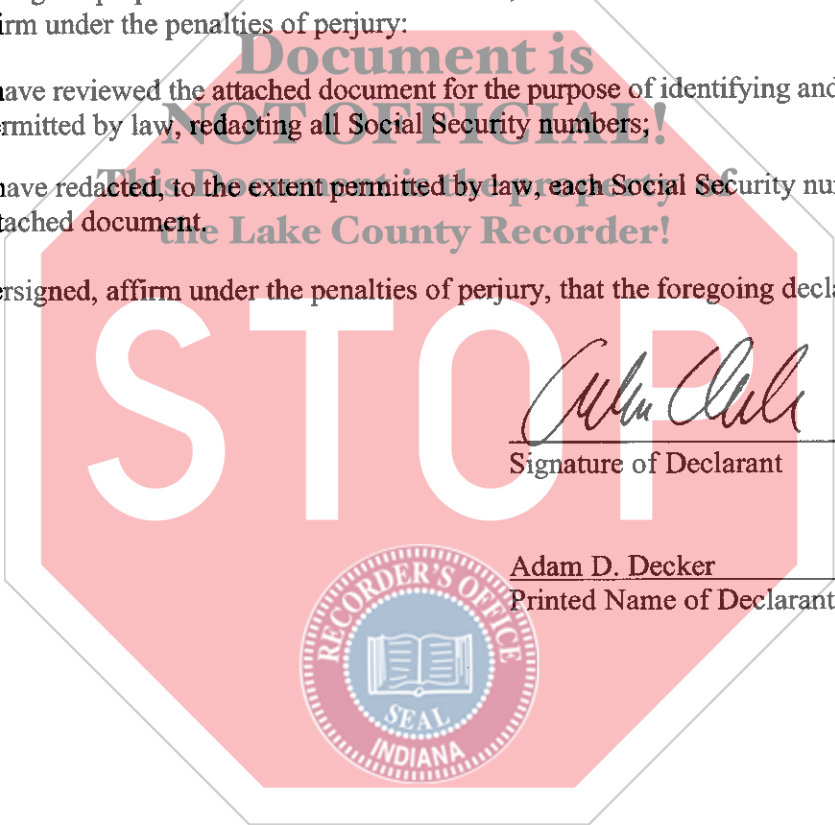 irm under the penalties of perjury:
Document is
ave reviewed the attached document for the purpose of identifying and
NOT OFFICIAL!
rmitted by law, redacting all Social Security numbers;
This Document is the property of
ave redacted, to the extent permitted by law, each Social Security nu
tached document.
the Lake County Recorder!
ersigned, affirm under the penalties of perjury, that the foregoing decla
STOP
Signature of Declarant
Adam D. Decker
Printed Name of Declarant
RECORDER'S OFFICE
SEAL
INDIANA